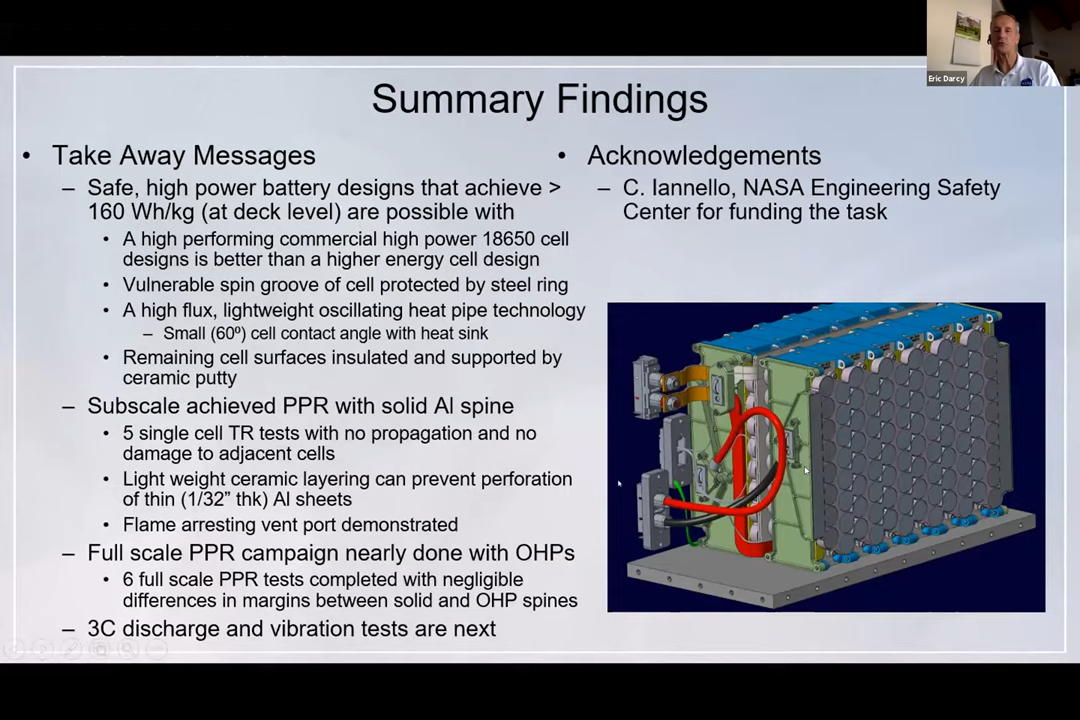 Eric Darcy
Summary Findings
• Take Away Messages
– Safe, high power battery designs that achieve >
160 Wh/kg (at deck level) are possible with
• A high performing commercial high power 18650 cell
designs is better than a higher energy cell design
• Vulnerable spin groove of cell protected by steel ring
• A high flux, lightweight oscillating heat pipe technology
– Small (60º) cell contact angle with heat sink
• Remaining cell surfaces insulated and supported by
ceramic putty
– Subscale achieved PPR with solid Al spine
• 5 single cell TR tests with no propagation and no
damage to adjacent cells
• Light weight ceramic layering can prevent perforation
of thin (1/32” thk) Al sheets
• Flame arresting vent port demonstrated
– Full scale PPR campaign nearly done with OHPs
• 6 full scale PPR tests completed with negligible
differences in margins between solid and OHP spines
– 3C discharge and vibration tests are next
• Acknowledgements
– C. Iannello, NASA Engineering Safety
Center for funding the task